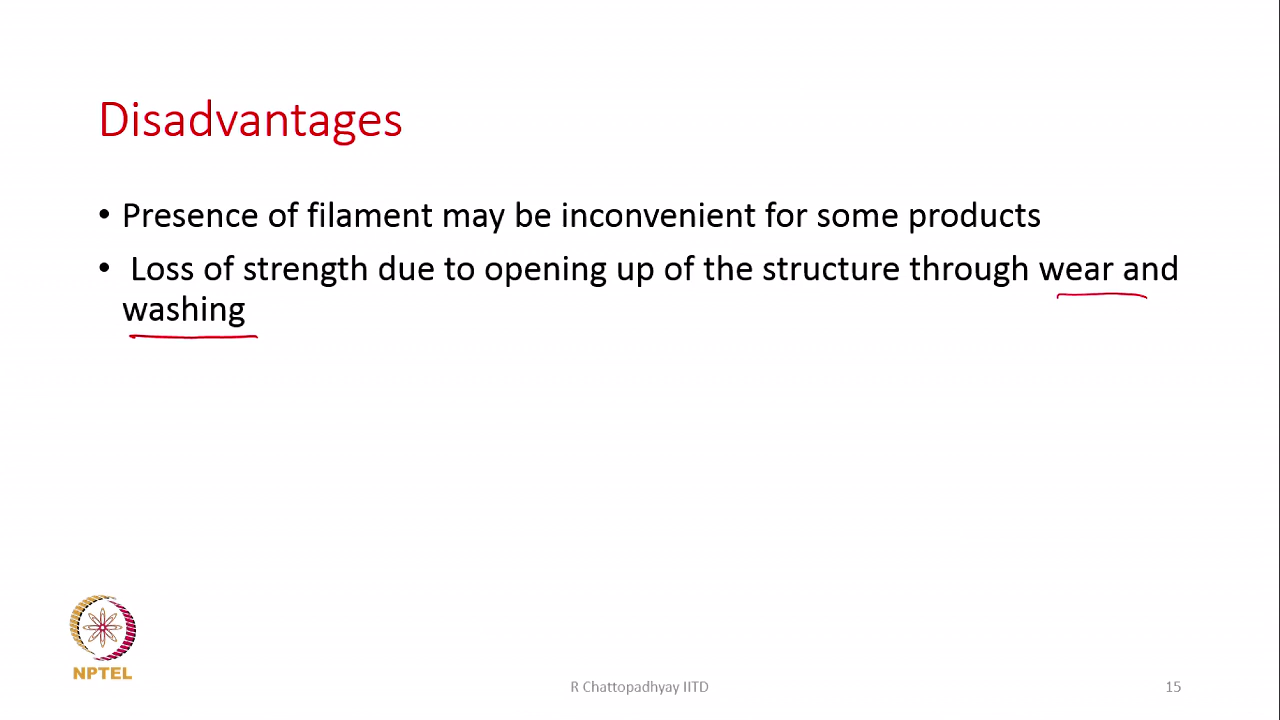 Disadvantages
• Presence of filament may be inconvenient for some products
• Loss of strength due to opening up of the structure through wear and
washing
NPTEL
R Chattopadhyay IITD
15